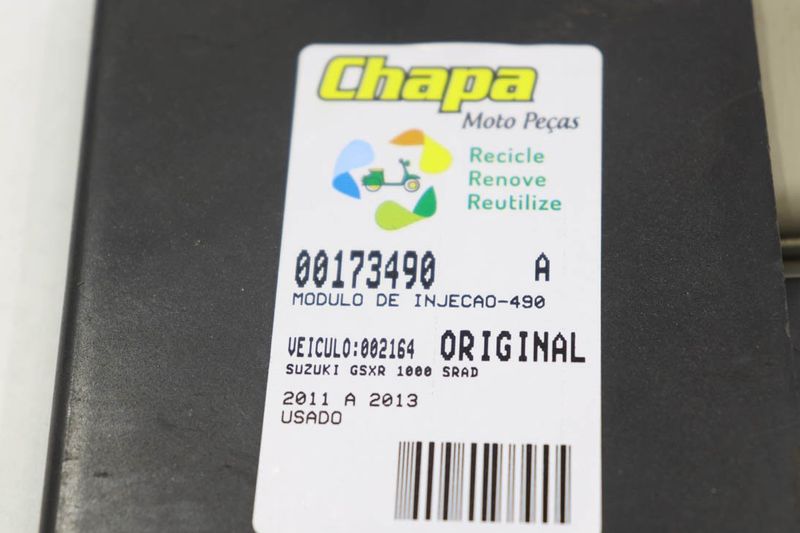 Chapa
Moto Peças
Recicle
Renove
Reutilize
00173490 A
MODULO DE INJECAO-490
VEICULO:002164 ORIGINAL
SUZUKI GSXR 1000 SRAD
2011 A 2013
USADO